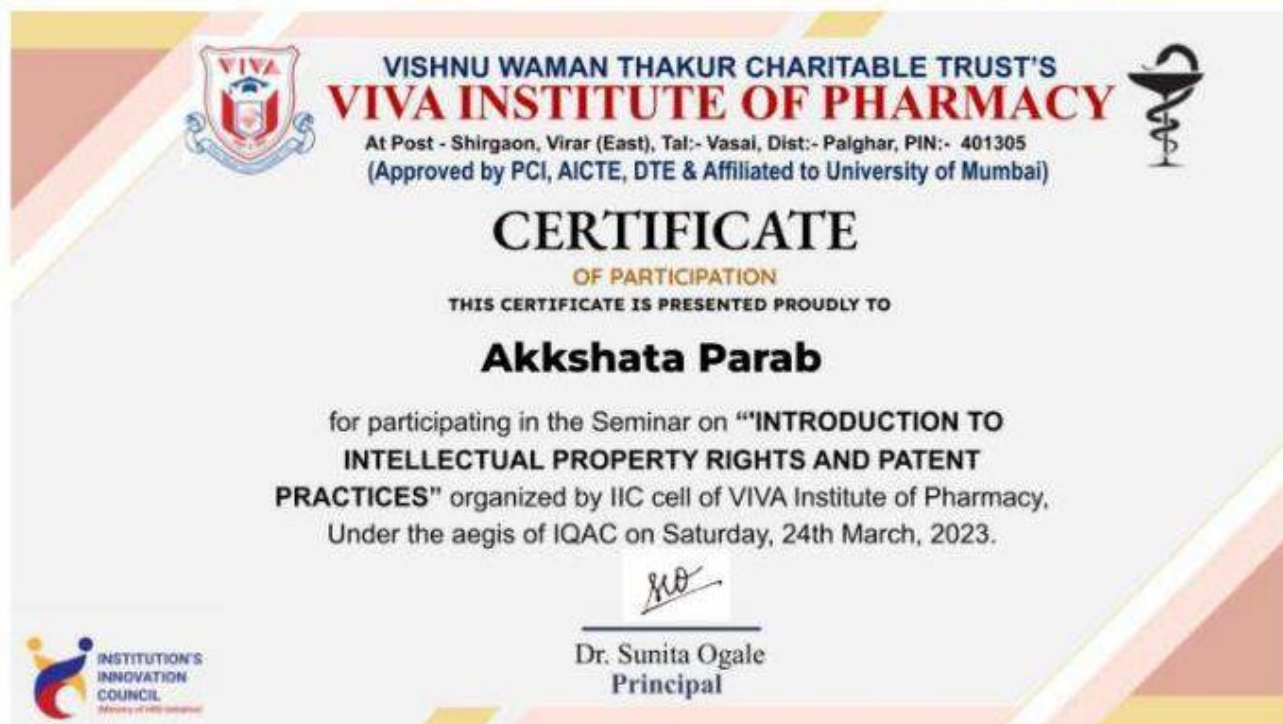 VIVA
VISHNU WAMAN THAKUR CHARITABLE TRUST'S
VIVA INSTITUTE OF PHARMACY
At Post - Shirgaon, Virar (East), Tal:- Vasai, Dist:- Palghar, PIN:- 401305
(Approved by PCI, AICTE, DTE & Affiliated to University of Mumbai)
CERTIFICATE
OF PARTICIPATION
THIS CERTIFICATE IS PRESENTED PROUDLY TO
Akkshata Parab
for participating in the Seminar on “'INTRODUCTION TO
INTELLECTUAL PROPERTY RIGHTS AND PATENT
PRACTICES” organized by IIC cell of VIVA Institute of Pharmacy,
Under the aegis of IQAC on Saturday, 24th March, 2023.
Dr. Sunita Ogale
Principal
INSTITUTION'S
INNOVATION
COUNCIL
(Ministry of HRD Initiative)